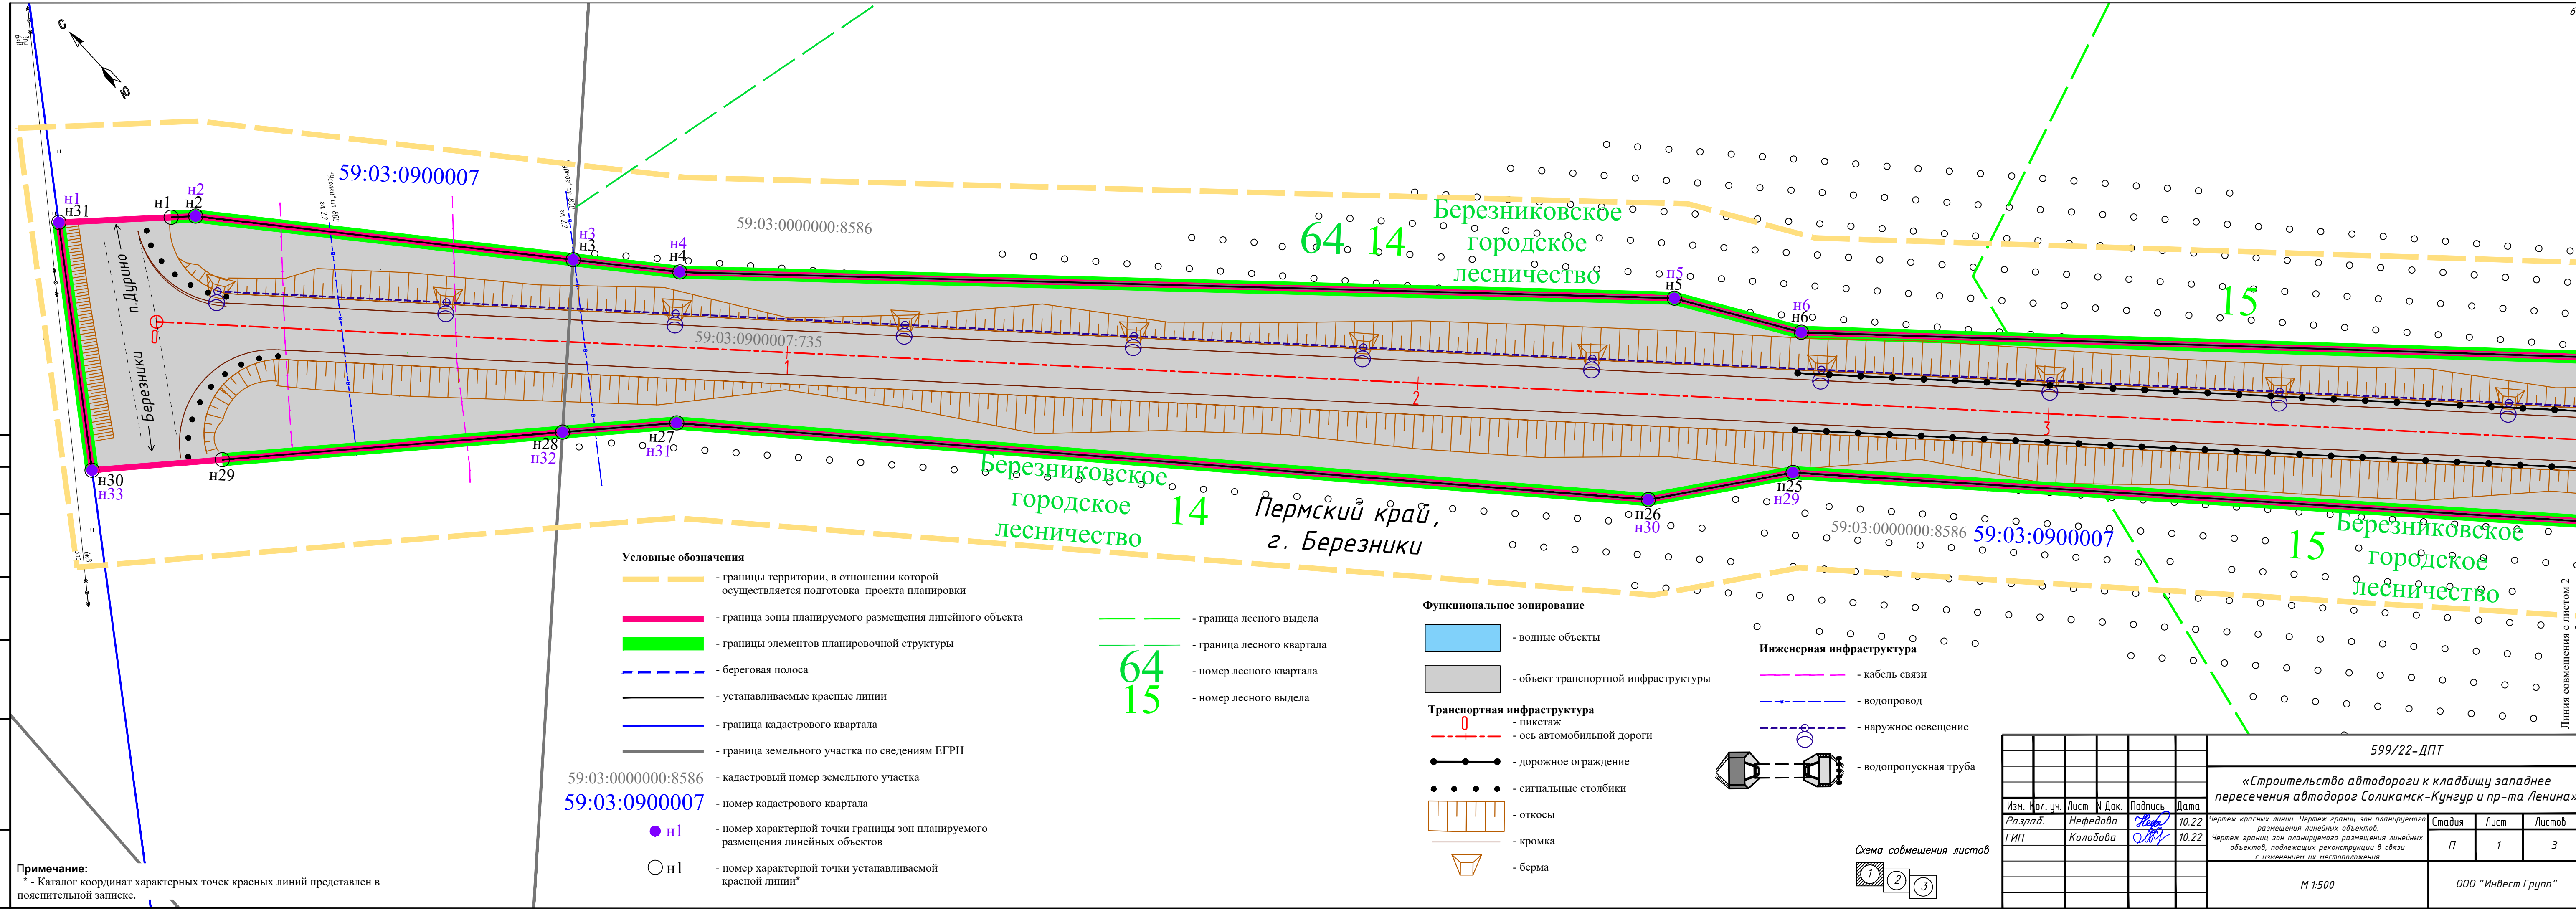 6
С
Ю
н1
н31
н1
н2
н2
59:03:0900007
"Усолка" ст. 800
гл. 2.2
гл. 2.2
н3
н3
н4
н4
59:03:0000000:8586
64 14
Березниковское
городское
лесничество
н5
н5
н6
н6
15
п.Дурино
Березники
0
59:03:0900007:735
1
2
3
н30
н33
н29
н28
н32
н27
н31
Березниковское
городское
лесничество
14
Пермский край,
г. Березники
н26
н30
н25
н29
59:03:0000000:8586
59:03:0900007
15
Березниковское
городское
лесничество
Линия совмещения с листом 2
Условные обозначения
- границы территории, в отношении которой
осуществляется подготовка проекта планировки
- граница зоны планируемого размещения линейного объекта
- границы элементов планировочной структуры
- береговая полоса
- устанавливаемые красные линии
- граница кадастрового квартала
- граница земельного участка по сведениям ЕГРН
59:03:0000000:8586 - кадастровый номер земельного участка
59:03:0900007 - номер кадастрового квартала
н1 - номер характерной точки границы зон планируемого
размещения линейных объектов
н1 - номер характерной точки устанавливаемой
красной линии*
- граница лесного выдела
- граница лесного квартала
64 - номер лесного квартала
15 - номер лесного выдела
Функциональное зонирование
- водные объекты
- объект транспортной инфраструктуры
Транспортная инфраструктура
0 - пикетаж
- ось автомобильной дороги
- дорожное ограждение
- сигнальные столбики
- откосы
- кромка
- берма
Инженерная инфраструктура
- кабель связи
- водопровод
- наружное освещение
- водопропускная труба
Схема совмещения листов
1
2
3
Примечание:
* - Каталог координат характерных точек красных линий представлен в
пояснительной записке.
599/22-ДПТ
«Строительство автодороги к кладбищу западнее
пересечения автодорог Соликамск-Кунгур и пр-та Ленина»
Изм. Кол. уч. Лист N Док. Подпись Дата
Разраб. Нефедова 10.22
ГИП Колобова 10.22
Чертеж красных линий. Чертеж границ зон планируемого
размещения линейных объектов.
Чертеж границ зон планируемого размещения линейных
объектов, подлежащих реконструкции в связи
с изменением их местоположения
Стадия Лист Листов
П 1 3
М 1:500
ООО "Инвест Групп"